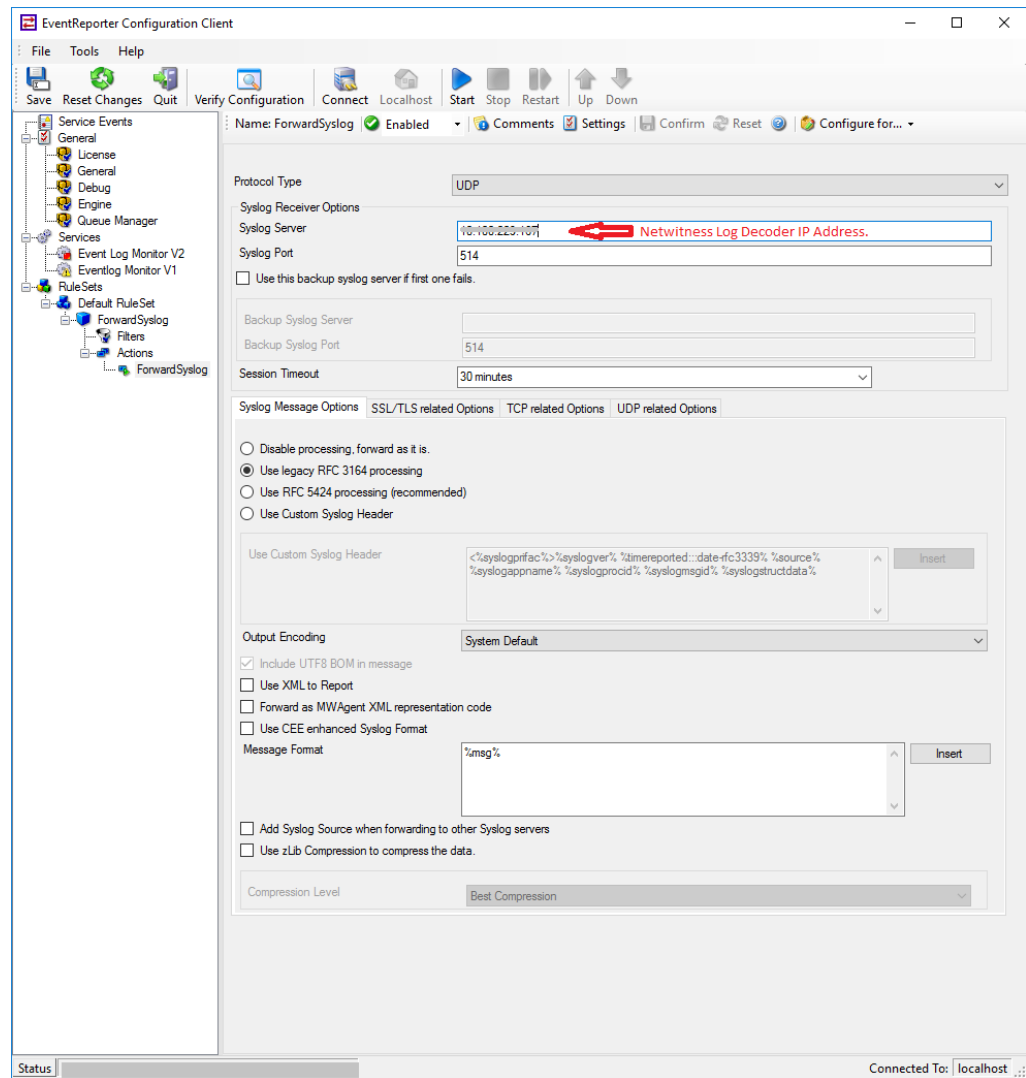 EventReporter Configuration Client
File Tools Help
Save Reset Changes Quit Verify Configuration Connect Localhost Start Stop Restart Up Down
Service Events
General
License
General
Debug
Engine
Queue Manager
Services
Event Log Monitor V2
Eventlog Monitor V1
RuleSets
Default RuleSet
ForwardSyslog
Filters
Actions
ForwardSyslog
Name: ForwardSyslog Enabled Comments Settings Confirm Reset Configure for...
Protocol Type UDP
Syslog Receiver Options
Syslog Server Netwitness Log Decoder IP Address.
Syslog Port 514
Use this backup syslog server if first one fails.
Backup Syslog Server
Backup Syslog Port 514
Session Timeout 30 minutes
Syslog Message Options SSL/TLS related Options TCP related Options UDP related Options
Disable processing, forward as it is.
Use legacy RFC 3164 processing
Use RFC 5424 processing (recommended)
Use Custom Syslog Header
Use Custom Syslog Header <%syslogprifac%>%syslogver% %timereported:::date-rfc3339% %source% Insert
%syslogappname% %syslogprocid% %syslogmsgid% %syslogstructdata%
Output Encoding System Default
Include UTF8 BOM in message
Use XML to Report
Forward as MWAgent XML representation code
Use CEE enhanced Syslog Format
Message Format %msg% Insert
Add Syslog Source when forwarding to other Syslog servers
Use zLib Compression to compress the data.
Compression Level Best Compression
Status Connected To: localhost